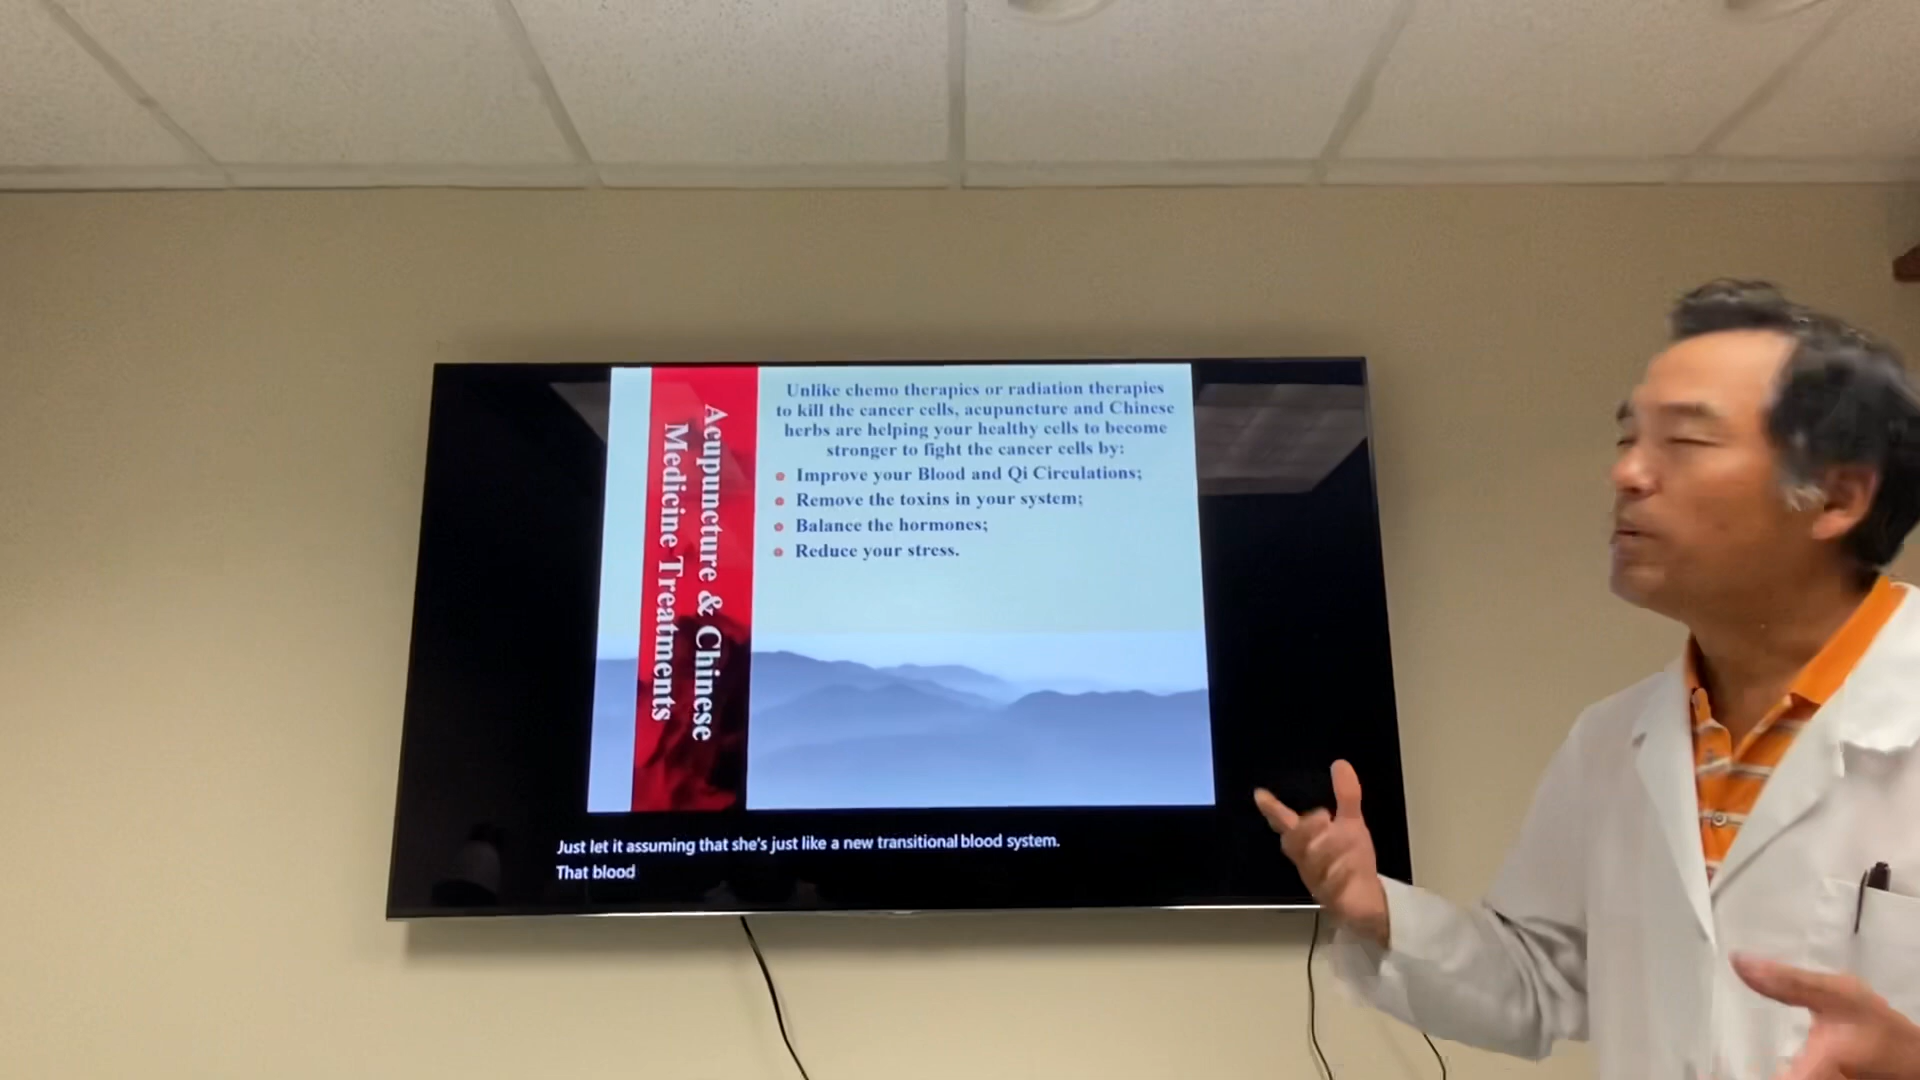 Acupuncture & Chinese
Medicine Treatments
Unlike chemo therapies or radiation therapies
to kill the cancer cells, acupuncture and Chinese
herbs are helping your healthy cells to become
stronger to fight the cancer cells by:
Improve your Blood and Qi Circulations;
Remove the toxins in your system;
Balance the hormones;
Reduce your stress.
Just let it assuming that she's just like a new transitional blood system.
That blood